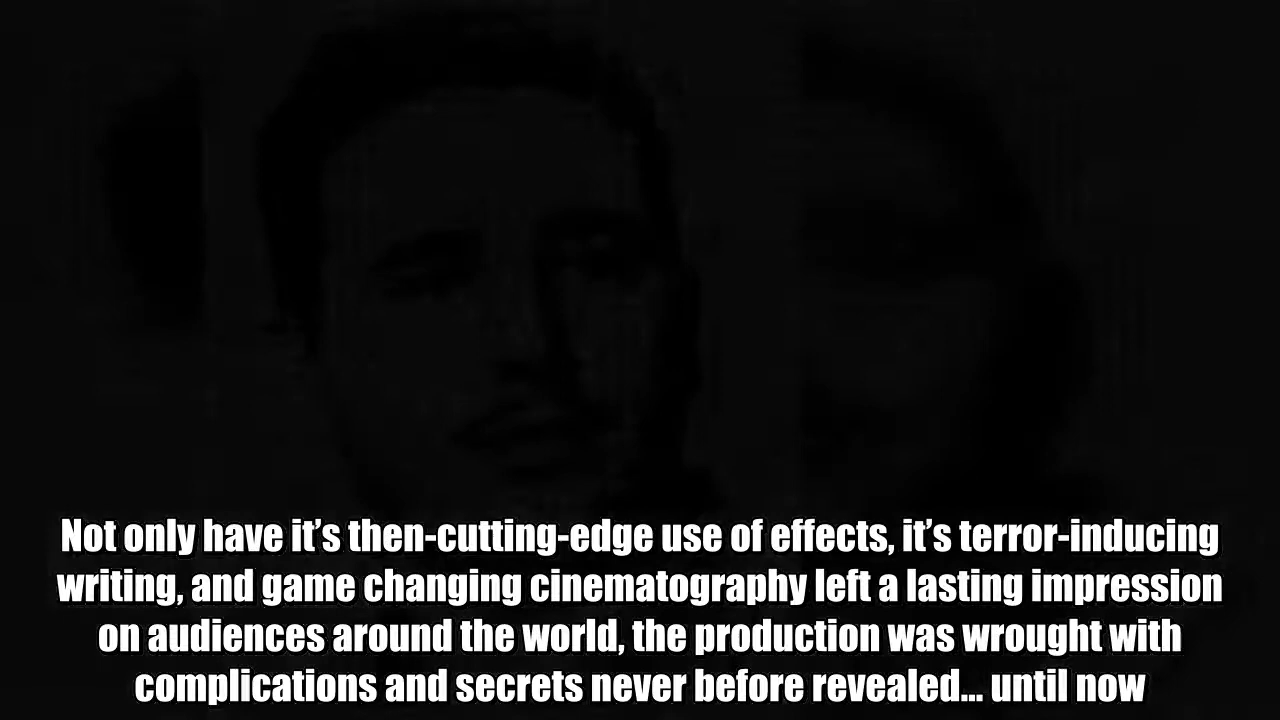 Not only have it’s then-cutting-edge use of effects, it’s terror-inducing
writing, and game changing cinematography left a lasting impression
on audiences around the world, the production was wrought with
complications and secrets never before revealed... until now